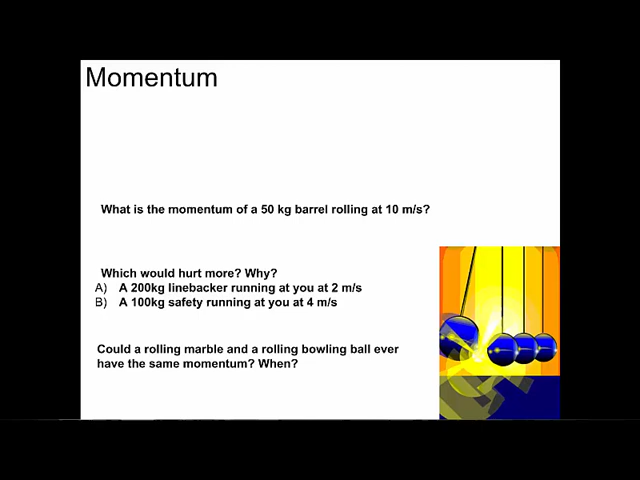 Momentum
What is the momentum of a 50 kg barrel rolling at 10 m/s?
Which would hurt more? Why?
A) A 200kg linebacker running at you at 2 m/s
B) A 100kg safety running at you at 4 m/s
Could a rolling marble and a rolling bowling ball ever
have the same momentum? When?